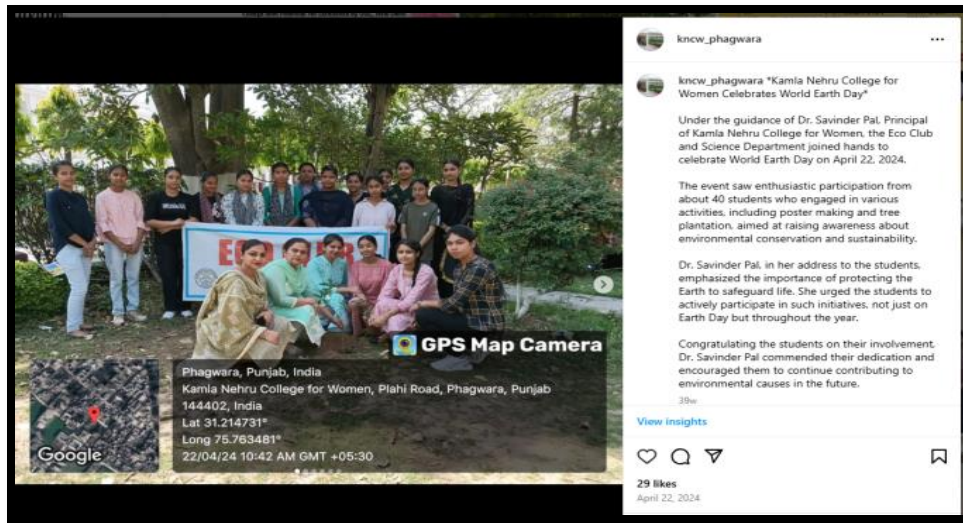 ECO CLUB
GPS Map Camera
Phagwara, Punjab, India
Kamla Nehru College for Women, Plahi Road, Phagwara, Punjab
144402, India
Lat 31.214731°
Long 75.763481°
22/04/24 10:42 AM GMT +05:30
Google
kncw_phagwara
kncw_phagwara *Kamla Nehru College for
Women Celebrates World Earth Day*
Under the guidance of Dr. Savinder Pal, Principal
of Kamla Nehru College for Women, the Eco Club
and Science Department joined hands to
celebrate World Earth Day on April 22, 2024.
The event saw enthusiastic participation from
about 40 students who engaged in various
activities, including poster making and tree
plantation, aimed at raising awareness about
environmental conservation and sustainability.
Dr. Savinder Pal, in her address to the students,
emphasized the importance of protecting the
Earth to safeguard life. She urged the students to
actively participate in such initiatives, not just on
Earth Day but throughout the year.
Congratulating the students on their involvement,
Dr. Savinder Pal commended their dedication and
encouraged them to continue contributing to
environmental causes in the future.
39w
View insights
29 likes
April 22, 2024